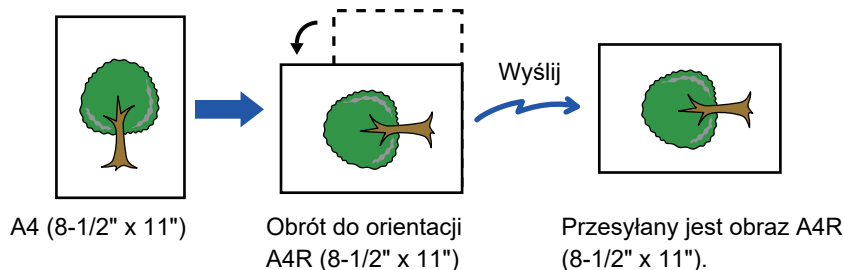 Wyślij
A4 (8-1/2" x 11")
Obrót do orientacji
A4R (8-1/2" x 11")
Przesyłany jest obraz A4R
(8-1/2" x 11").